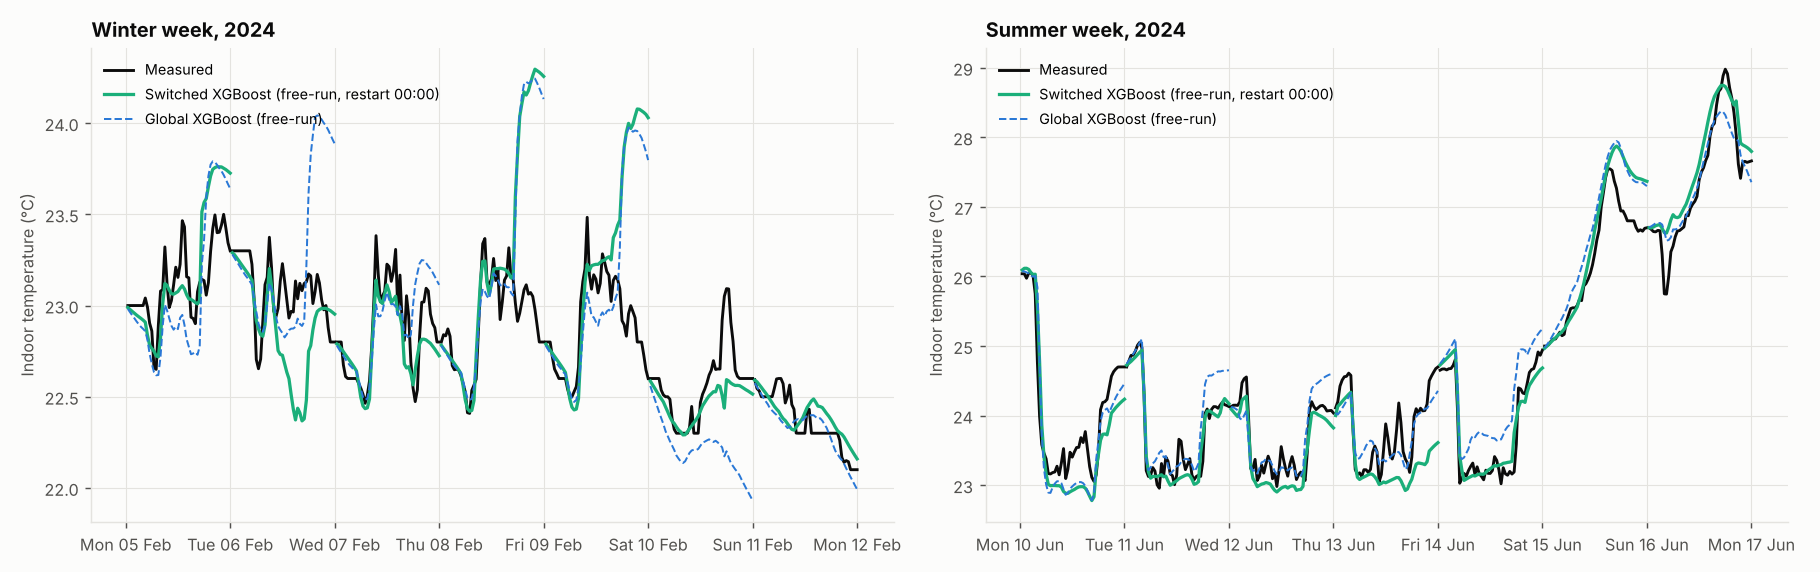 Winter week, 2024
Measured
Switched XGBoost (free-run, restart 00:00)
Global XGBoost (free-run)
Indoor temperature (°C)
24.0
23.5
23.0
22.5
22.0
Mon 05 Feb
Tue 06 Feb
Wed 07 Feb
Thu 08 Feb
Fri 09 Feb
Sat 10 Feb
Sun 11 Feb
Mon 12 Feb
Summer week, 2024
Measured
Switched XGBoost (free-run, restart 00:00)
Global XGBoost (free-run)
Indoor temperature (°C)
29
28
27
26
25
24
23
Mon 10 Jun
Tue 11 Jun
Wed 12 Jun
Thu 13 Jun
Fri 14 Jun
Sat 15 Jun
Sun 16 Jun
Mon 17 Jun